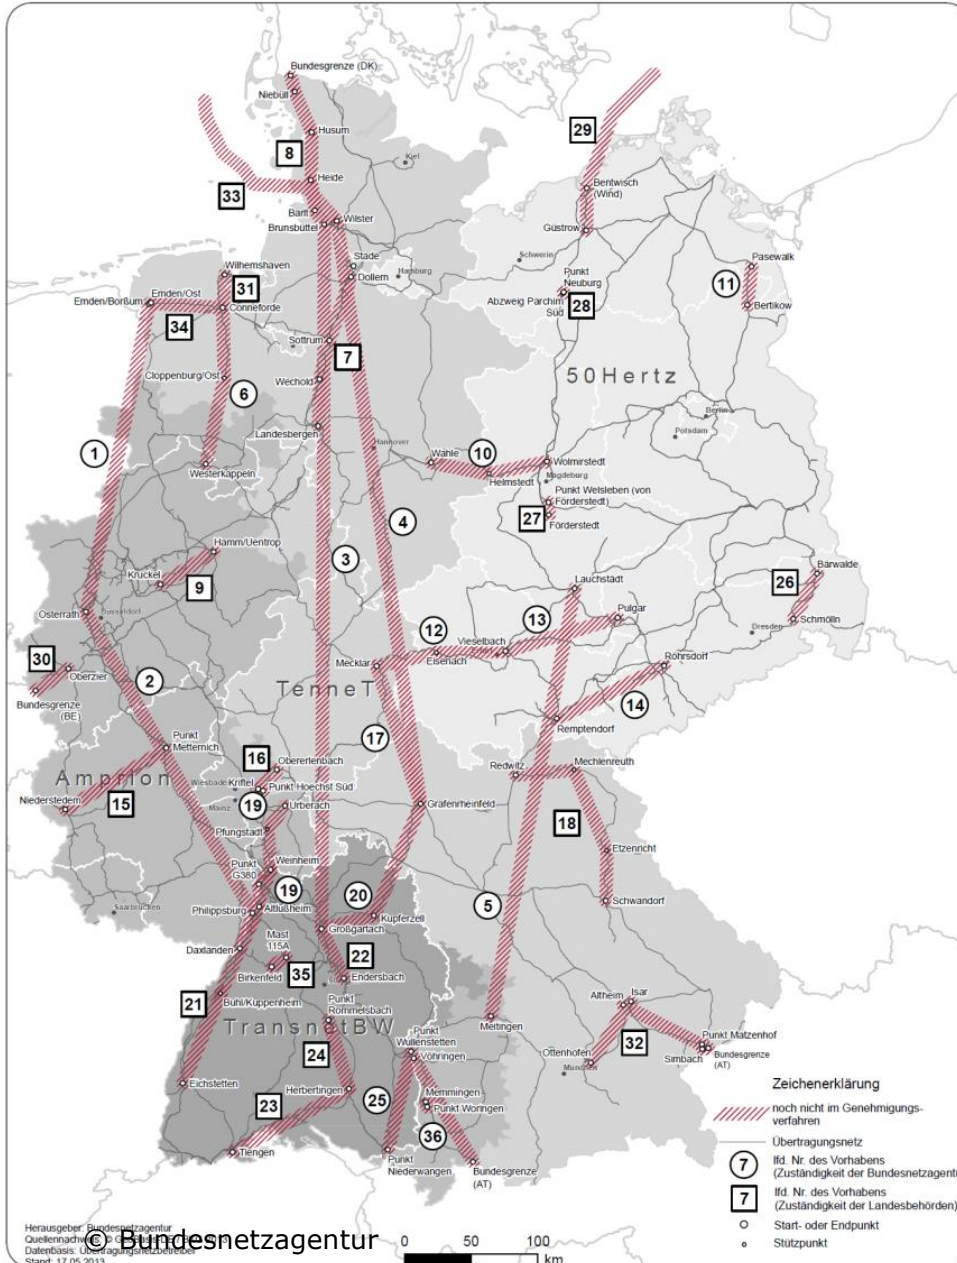 Bundesgrenze (DK)
Niebüll
Husum
8
Kiel
29
Heide
33
Bentwisch
(Wind)
Barlt
Wilster
Brunsbüttel
Güstrow
Schwerin
Stade
Pasewalk
Wilhemshaven
Hamburg
Dollern
31
Punkt
Neuburg
11
Emden/Ost
Emden/Borßum
Conneforde
Abzweig Parchim
Süd
28
Bertikow
34
Sottrum
7
Cloppenburg/Ost
6
Wechold
50Hertz
Berlin
Landesbergen
Potsdam
1
Hannover
10
Wahle
Wolmirstedt
Westerkappeln
Helmstedt
Magdeburg
Punkt Welsleben (von
Förderstedt)
27
Förderstedt
4
3
Hamm/Uentrop
Kruckel
9
Bärwalde
26
Lauchstädt
Osterrath
Düsseldorf
Pulgar
Schmölln
12
13
Dresden
Vieselbach
Erfurt
Eisenach
30
Oberzier
Mecklar
Röhrsdorf
2
TenneT
Bundesgrenze
(BE)
14
Remptendorf
Punkt
Metternich
17
16
Obererlenbach
Redwitz
Mechlenreuth
Amprion
Wiesbaden
Kriftel
Punkt Hoechst Süd
Niederstedem
15
Mainz
19
Urberach
Grafenrheinfeld
18
Pfungstadt
Etzenricht
Punkt
G380
Weinheim
19
20
5
Schwandorf
Saarbrücken
Philippsburg
Altlußheim
Kupferzell
Großgartach
Mast
115A
Daxlanden
22
35
Birkenfeld
Endersbach
21
Bühl/Kuppenheim
Punkt
Rommelsbach
Altheim
Isar
TransnetBW
Meitingen
Punkt
Wullenstetten
Punkt Matzenhof
32
24
Vöhringen
Ottenhofen
Simbach
Bundesgrenze
(AT)
München
Eichstetten
Herbertingen
Memmingen
23
25
Punkt Woringen
36
Tiengen
Punkt
Niederwangen
Bundesgrenze
(AT)
Zeichenerklärung
noch nicht im Genehmigungs-
verfahren
Übertragungsnetz
7
lfd. Nr. des Vorhabens
(Zuständigkeit der Bundesnetzagentu
7
lfd. Nr. des Vorhabens
(Zuständigkeit der Landesbehörden)
Start- oder Endpunkt
Stützpunkt
Herausgeber: Bundesnetzagentur
© Bundesnetzagentur
Datenbasis: Übertragungsnetzbetreiber
Stand: 17.05.2013
0 50 100
km